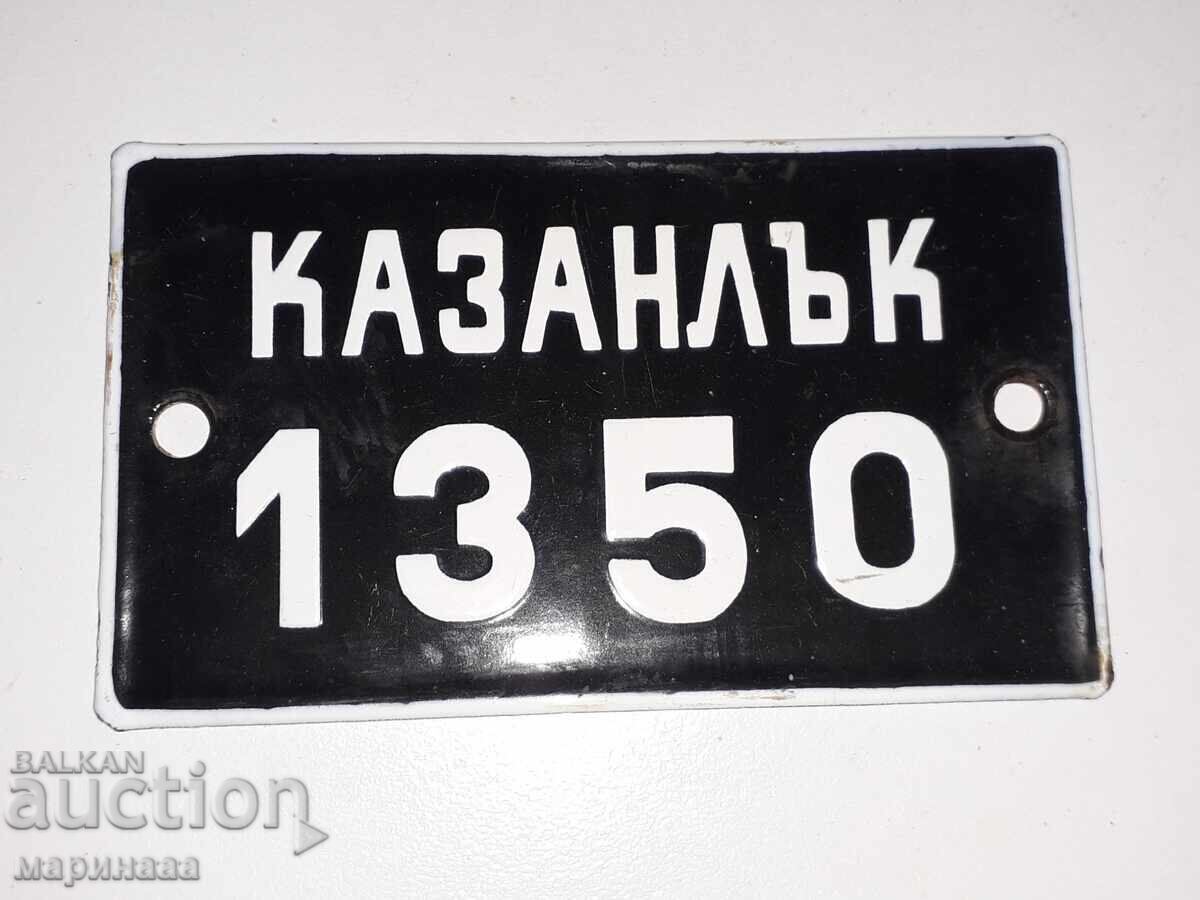 КАЗАНЛЪК
1350
BALKAN
auction
маринааа